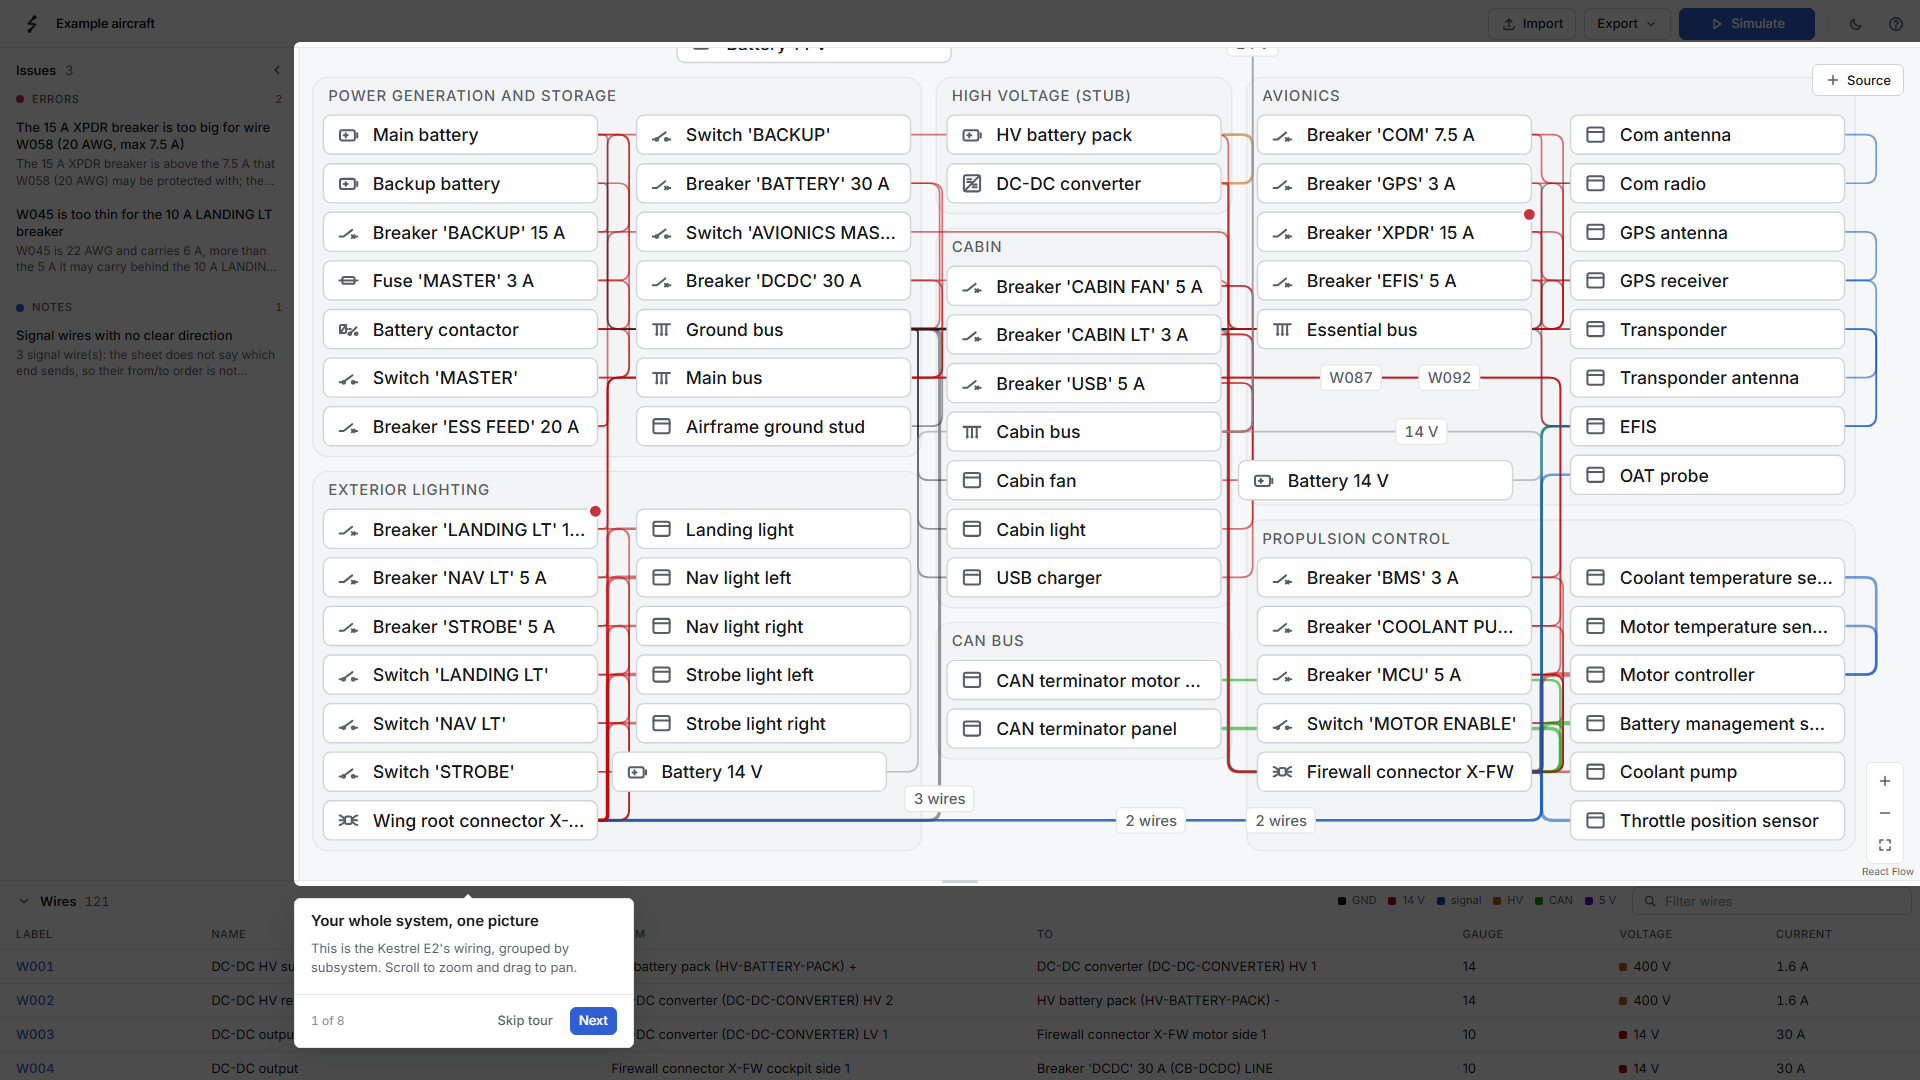 Example aircraft
Import
Export
Simulate
Issues 3
ERRORS 2
The 15 A XPDR breaker is too big for wire
W058 (20 AWG, max 7.5 A)
The 15 A XPDR breaker is above the 7.5 A that
W058 (20 AWG) may be protected with; the...
W045 is too thin for the 10 A LANDING LT
breaker
W045 is 22 AWG and carries 6 A, more than
the 5 A it may carry behind the 10 A LANDIN...
NOTES 1
Signal wires with no clear direction
3 signal wire(s): the sheet does not say which
end sends, so their from/to order is not...
Source
POWER GENERATION AND STORAGE
Main battery
Backup battery
Breaker 'BACKUP' 15 A
Fuse 'MASTER' 3 A
Battery contactor
Switch 'MASTER'
Breaker 'ESS FEED' 20 A
Switch 'BACKUP'
Breaker 'BATTERY' 30 A
Switch 'AVIONICS MAS...
Breaker 'DCDC' 30 A
Ground bus
Main bus
Airframe ground stud
EXTERIOR LIGHTING
Breaker 'LANDING LT' 1...
Breaker 'NAV LT' 5 A
Breaker 'STROBE' 5 A
Switch 'LANDING LT'
Switch 'NAV LT'
Switch 'STROBE'
Wing root connector X-...
Landing light
Nav light left
Nav light right
Strobe light left
Strobe light right
Battery 14 V
3 wires
HIGH VOLTAGE (STUB)
HV battery pack
DC-DC converter
CABIN
Breaker 'CABIN FAN' 5 A
Breaker 'CABIN LT' 3 A
Breaker 'USB' 5 A
Cabin bus
Cabin fan
Cabin light
USB charger
CAN BUS
CAN terminator motor ...
CAN terminator panel
2 wires
2 wires
AVIONICS
Breaker 'COM' 7.5 A
Breaker 'GPS' 3 A
Breaker 'XPDR' 15 A
Breaker 'EFIS' 5 A
Essential bus
W087
W092
14 V
Battery 14 V
Com antenna
Com radio
GPS antenna
GPS receiver
Transponder
Transponder antenna
EFIS
OAT probe
PROPULSION CONTROL
Breaker 'BMS' 3 A
Breaker 'COOLANT PU...
Breaker 'MCU' 5 A
Switch 'MOTOR ENABLE'
Firewall connector X-FW
Coolant temperature se...
Motor temperature sen...
Motor controller
Battery management s...
Coolant pump
Throttle position sensor
React Flow
Wires 121
GND 14 V signal HV CAN 5 V
Filter wires
Your whole system, one picture
This is the Kestrel E2's wiring, grouped by
subsystem. Scroll to zoom and drag to pan.
1 of 8
Skip tour
Next
LABEL NAME TO GAUGE VOLTAGE CURRENT
W001 DC-DC HV battery pack (HV-BATTERY-PACK) + DC-DC converter (DC-DC-CONVERTER) HV 1 14 400 V 1.6 A
W002 DC-DC HV converter (DC-DC-CONVERTER) HV 2 HV battery pack (HV-BATTERY-PACK) - 14 400 V 1.6 A
W003 DC-DC converter (DC-DC-CONVERTER) LV 1 Firewall connector X-FW motor side 1 10 14 V 30 A
W004 DC-DC output Firewall connector X-FW cockpit side 1 Breaker 'DCDC' 30 A (CB-DCDC) LINE 10 14 V 30 A